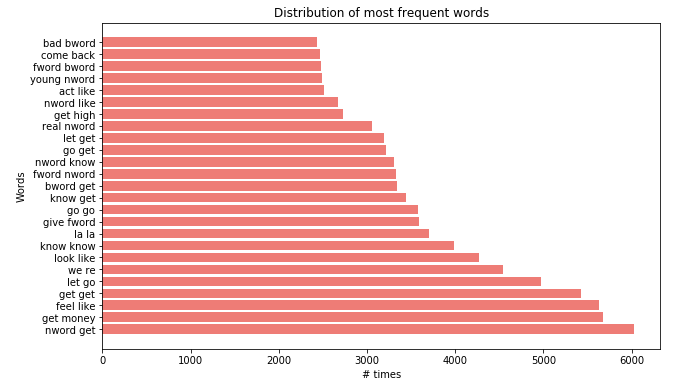 Distribution of most frequent words
bad bword
come back
fword bword
young nword
act like
nword like
get high
real nword
let get
go get
nword know
fword nword
bword get
know get
go go
give fword
la la
know know
look like
we re
let go
get get
feel like
get money
nword get
Words
0 1000 2000 3000 4000 5000 6000
# times